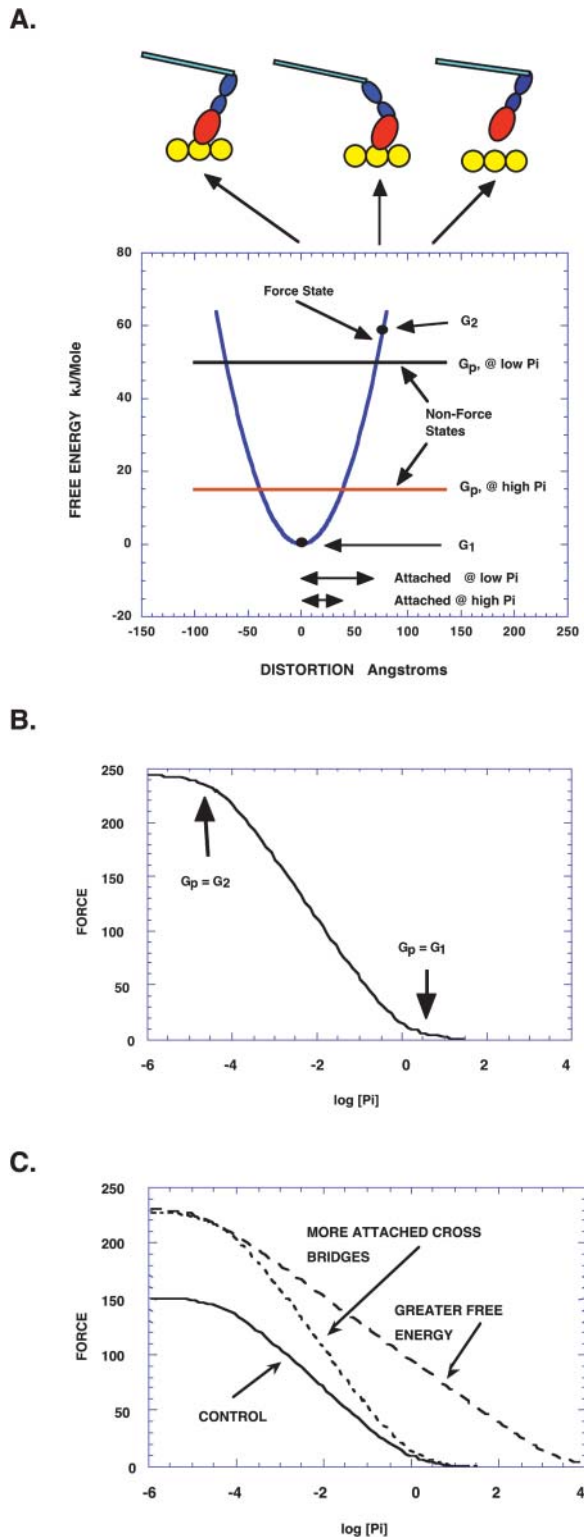 A.
80
60
40
20
0
-20
FREE ENERGY kJ/Mole
Force State
G2
Gp, @ low Pi
Non-Force
States
Gp, @ high Pi
G1
Attached @ low Pi
Attached @ high Pi
-150 -100 -50 0 50 100 150 200 250
DISTORTION Angstroms
B.
250
200
150
100
50
0
FORCE
Gp = G2
Gp = G1
-6 -4 -2 0 2 4
log [Pi]
C.
300
250
200
150
100
50
0
FORCE
MORE ATTACHED CROSS
BRIDGES
GREATER FREE
ENERGY
CONTROL
-6 -4 -2 0 2 4
log [Pi]